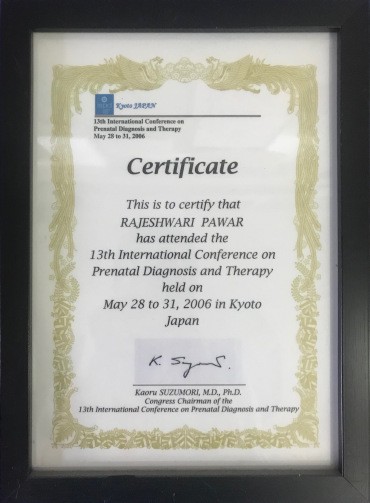 Kyoto JAPAN
13th International Conference on
Prenatal Diagnosis and Therapy
May 28 to 31, 2006
Certificate
This is to certify that
RAJESHWARI PAWAR
has attended the
13th International Conference on
Prenatal Diagnosis and Therapy
held on
May 28 to 31, 2006 in Kyoto
Japan
Kaoru SUZUMORI, M.D., Ph.D.
Congress Chairman of the
13th International Conference on Prenatal Diagnosis and Therapy